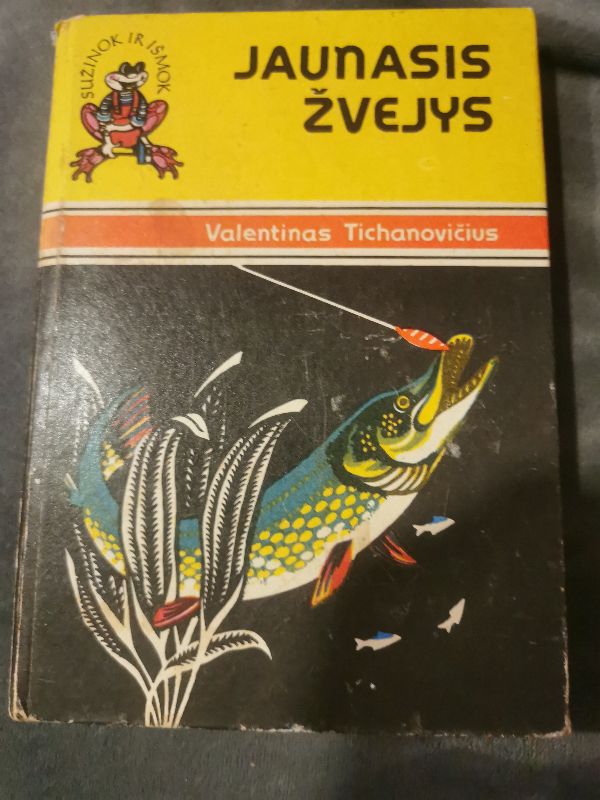 SUŽINOK IR IŠMOK
JAUNASIS
ŽVEJYS
Valentinas Tichanovičius